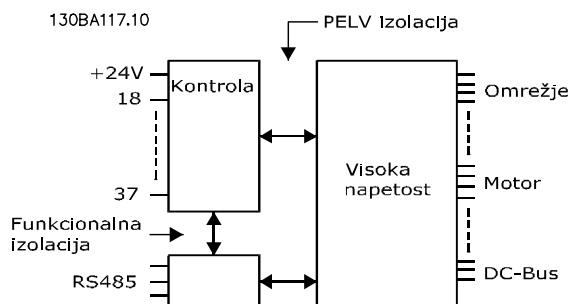 130BA117.10
PELV izolacija
+24V
Kontrola
18
Omrežje
Visoka
napetost
37
Motor
Funkcionalna
izolacija
RS485
DC-Bus